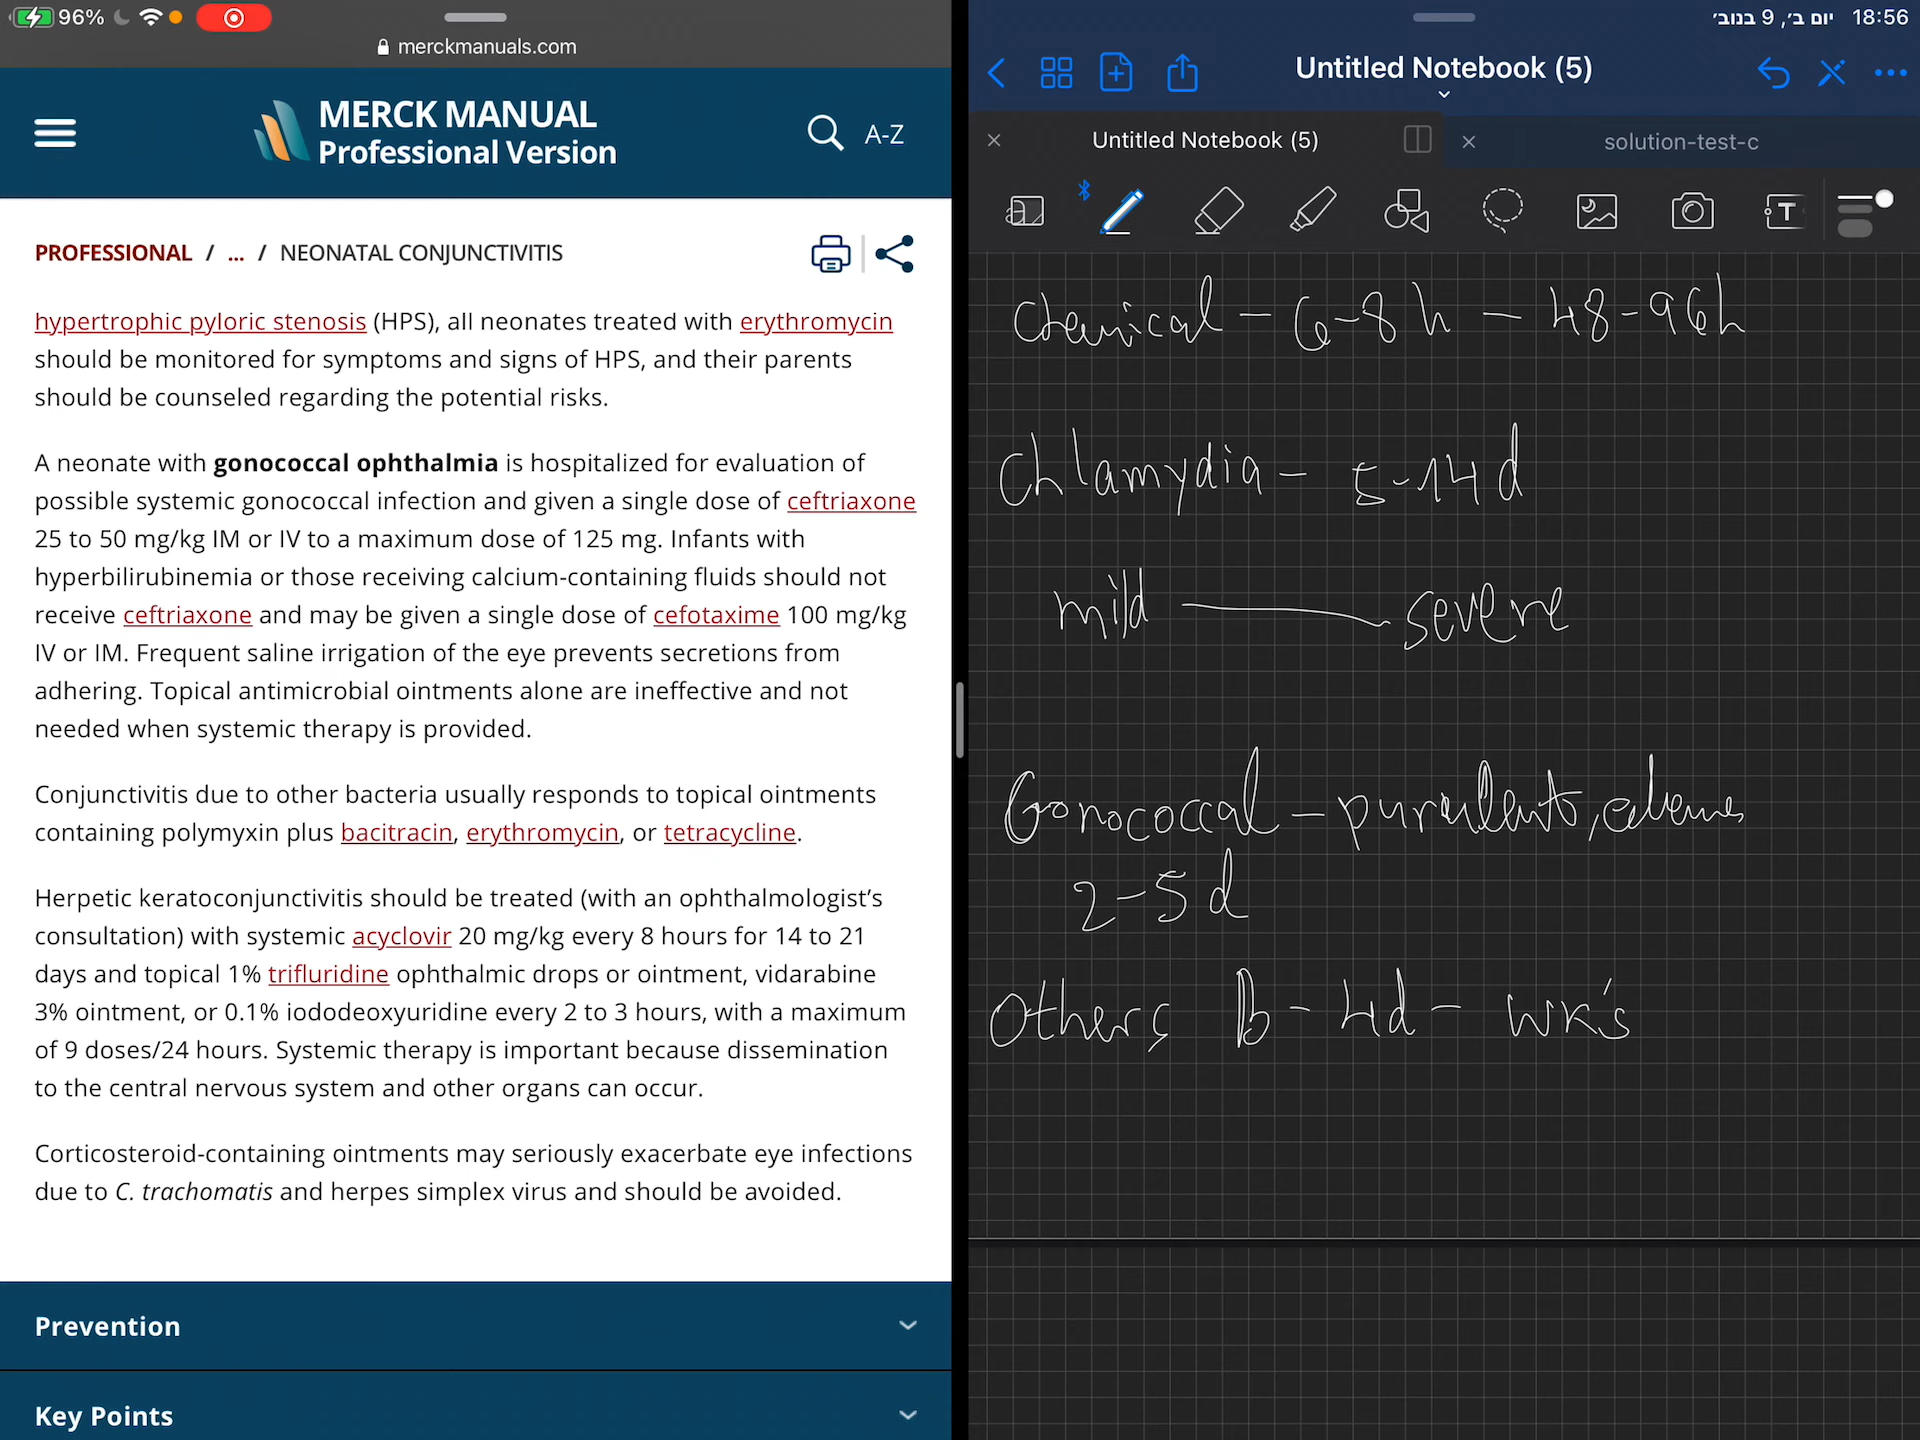 96%
merckmanuals.com
MERCK MANUAL
Professional Version
A-Z
PROFESSIONAL / ... / NEONATAL CONJUNCTIVITIS
hypertrophic pyloric stenosis (HPS), all neonates treated with erythromycin
should be monitored for symptoms and signs of HPS, and their parents
should be counseled regarding the potential risks.
A neonate with gonococcal ophthalmia is hospitalized for evaluation of
possible systemic gonococcal infection and given a single dose of ceftriaxone
25 to 50 mg/kg IM or IV to a maximum dose of 125 mg. Infants with
hyperbilirubinemia or those receiving calcium-containing fluids should not
receive ceftriaxone and may be given a single dose of cefotaxime 100 mg/kg
IV or IM. Frequent saline irrigation of the eye prevents secretions from
adhering. Topical antimicrobial ointments alone are ineffective and not
needed when systemic therapy is provided.
Conjunctivitis due to other bacteria usually responds to topical ointments
containing polymyxin plus bacitracin, erythromycin, or tetracycline.
Herpetic keratoconjunctivitis should be treated (with an ophthalmologist’s
consultation) with systemic acyclovir 20 mg/kg every 8 hours for 14 to 21
days and topical 1% trifluridine ophthalmic drops or ointment, vidarabine
3% ointment, or 0.1% iododeoxyuridine every 2 to 3 hours, with a maximum
of 9 doses/24 hours. Systemic therapy is important because dissemination
to the central nervous system and other organs can occur.
Corticosteroid-containing ointments may seriously exacerbate eye infections
due to C. trachomatis and herpes simplex virus and should be avoided.
Prevention
Key Points
יום ב׳, 9 בנוב׳ 18:56
Untitled Notebook (5)
Untitled Notebook (5)
solution-test-c
Chemical - 6-8 h - 48-96h
Chlamydia - 5-14 d
mild severe
Gonococcal - purulent,
2-5 d
Others B - 4d - wk's